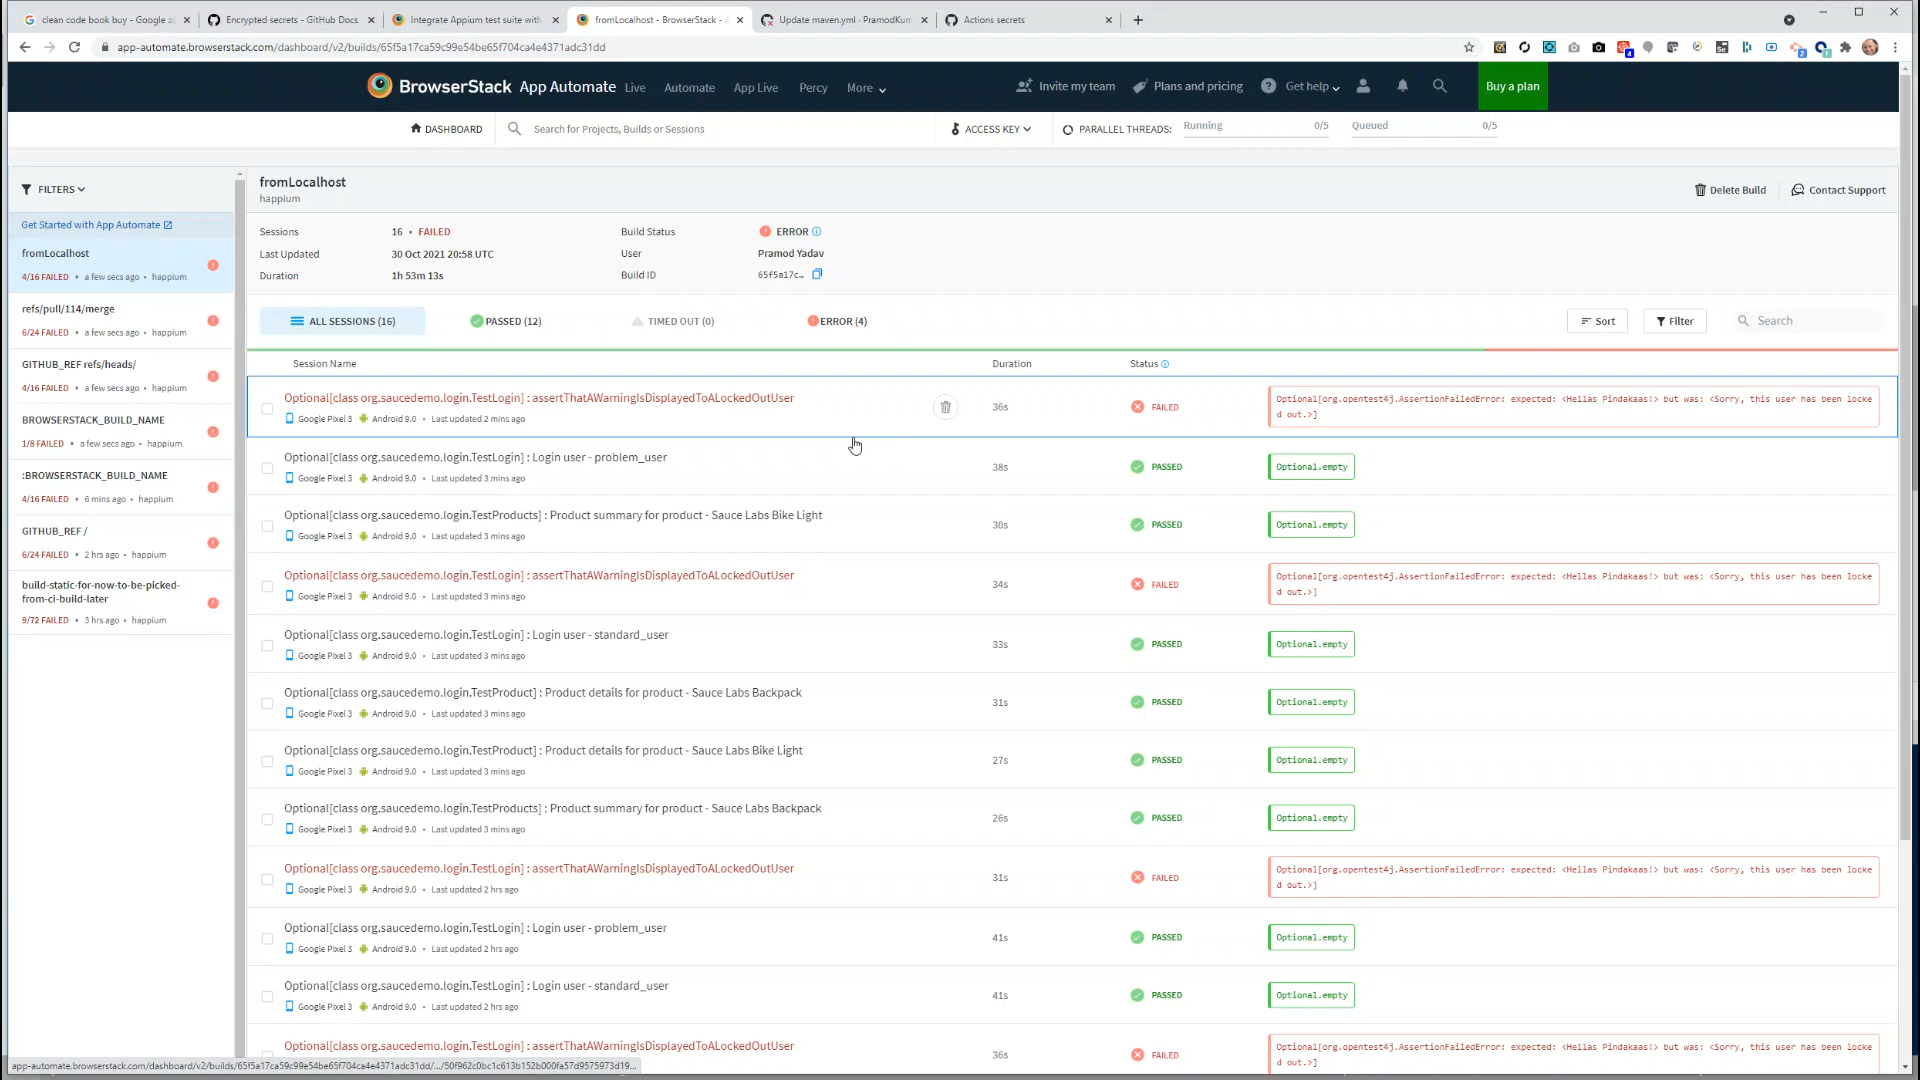 clean code book buy - Google zo
Encrypted secrets - GitHub Docs
Integrate Appium test suite with
fromLocalhost - BrowserStack - A
Update maven.yml · PramodKum
Actions secrets
app-automate.browserstack.com/dashboard/v2/builds/65f5a17ca59c99e54be65f704ca4e4371adc31dd
BrowserStack App Automate Live Automate App Live Percy More Invite my team Plans and pricing Get help Buy a plan
DASHBOARD Search for Projects, Builds or Sessions ACCESS KEY PARALLEL THREADS: Running 0/5 Queued 0/5
FILTERS
Get Started with App Automate
fromLocalhost
4/16 FAILED • a few secs ago • happium
refs/pull/114/merge
6/24 FAILED • a few secs ago • happium
GITHUB_REF refs/heads/
4/16 FAILED • a few secs ago • happium
BROWSERSTACK_BUILD_NAME
1/8 FAILED • a few secs ago • happium
:BROWSERSTACK_BUILD_NAME
4/16 FAILED • 6 mins ago • happium
GITHUB_REF /
6/24 FAILED • 2 hrs ago • happium
build-static-for-now-to-be-picked-
from-ci-build-later
9/72 FAILED • 3 hrs ago • happium
fromLocalhost
happium
Delete Build Contact Support
Sessions 16 • FAILED Build Status ERROR
Last Updated 30 Oct 2021 20:58 UTC User Pramod Yadav
Duration 1h 53m 13s Build ID 65f5a17c...
ALL SESSIONS (16) PASSED (12) TIMED OUT (0) ERROR (4) Sort Filter Search
Session Name Duration Status
Optional[class org.saucedemo.login.TestLogin] : assertThatAWarningIsDisplayedToALockedOutUser
Google Pixel 3 Android 9.0 • Last updated 2 mins ago
36s FAILED
Optional[org.opentest4j.AssertionFailedError: expected: <Hellas Pindakaas!> but was: <Sorry, this user has been locke
d out.>]
Optional[class org.saucedemo.login.TestLogin] : Login user - problem_user
Google Pixel 3 Android 9.0 • Last updated 3 mins ago
38s PASSED Optional.empty
Optional[class org.saucedemo.login.TestProducts] : Product summary for product - Sauce Labs Bike Light
Google Pixel 3 Android 9.0 • Last updated 3 mins ago
30s PASSED Optional.empty
Optional[class org.saucedemo.login.TestLogin] : assertThatAWarningIsDisplayedToALockedOutUser
Google Pixel 3 Android 9.0 • Last updated 3 mins ago
34s FAILED
Optional[org.opentest4j.AssertionFailedError: expected: <Hellas Pindakaas!> but was: <Sorry, this user has been locke
d out.>]
Optional[class org.saucedemo.login.TestLogin] : Login user - standard_user
Google Pixel 3 Android 9.0 • Last updated 3 mins ago
33s PASSED Optional.empty
Optional[class org.saucedemo.login.TestProduct] : Product details for product - Sauce Labs Backpack
Google Pixel 3 Android 9.0 • Last updated 3 mins ago
31s PASSED Optional.empty
Optional[class org.saucedemo.login.TestProduct] : Product details for product - Sauce Labs Bike Light
Google Pixel 3 Android 9.0 • Last updated 3 mins ago
27s PASSED Optional.empty
Optional[class org.saucedemo.login.TestProducts] : Product summary for product - Sauce Labs Backpack
Google Pixel 3 Android 9.0 • Last updated 3 mins ago
26s PASSED Optional.empty
Optional[class org.saucedemo.login.TestLogin] : assertThatAWarningIsDisplayedToALockedOutUser
Google Pixel 3 Android 9.0 • Last updated 2 hrs ago
31s FAILED
Optional[org.opentest4j.AssertionFailedError: expected: <Hellas Pindakaas!> but was: <Sorry, this user has been locke
d out.>]
Optional[class org.saucedemo.login.TestLogin] : Login user - problem_user
Google Pixel 3 Android 9.0 • Last updated 2 hrs ago
41s PASSED Optional.empty
Optional[class org.saucedemo.login.TestLogin] : Login user - standard_user
Google Pixel 3 Android 9.0 • Last updated 2 hrs ago
41s PASSED Optional.empty
Optional[class org.saucedemo.login.TestLogin] : assertThatAWarningIsDisplayedToALockedOutUser
36s FAILED
Optional[org.opentest4j.AssertionFailedError: expected: <Hellas Pindakaas!> but was: <Sorry, this user has been locke
d out.>]
app-automate.browserstack.com/dashboard/v2/builds/65f5a17ca59c99e54be65f704ca4e4371adc31dd/.../50f962c0bc1c613b152b000fa57d9575973d19...